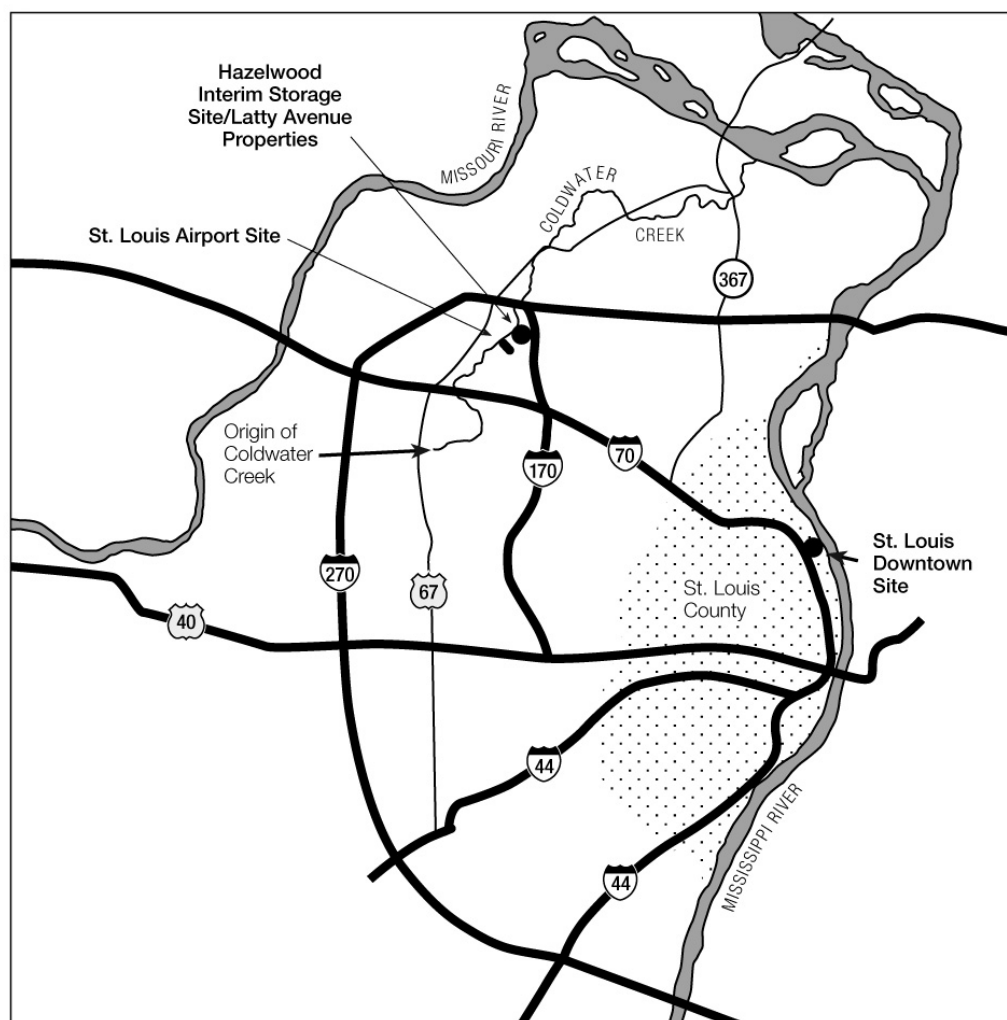 Hazelwood
Interim Storage
Site/Latty Avenue
Properties
MISSOURI RIVER
COLDWATER
CREEK
St. Louis Airport Site
367
Origin of
Coldwater
Creek
70
170
St. Louis
Downtown
Site
270
67
St. Louis
County
40
44
44
MISSISSIPPI RIVER